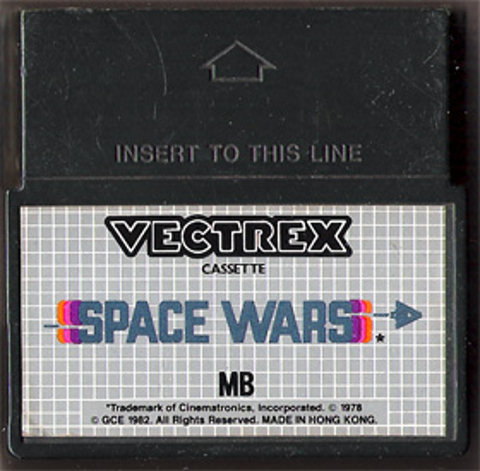 INSERT TO THIS LINE
VECTREX
CASSETTE
SPACE WARS★
MB
*Trademark of Cinematronics, Incorporated. © 1978
© GCE 1982. All Rights Reserved. MADE IN HONG KONG.